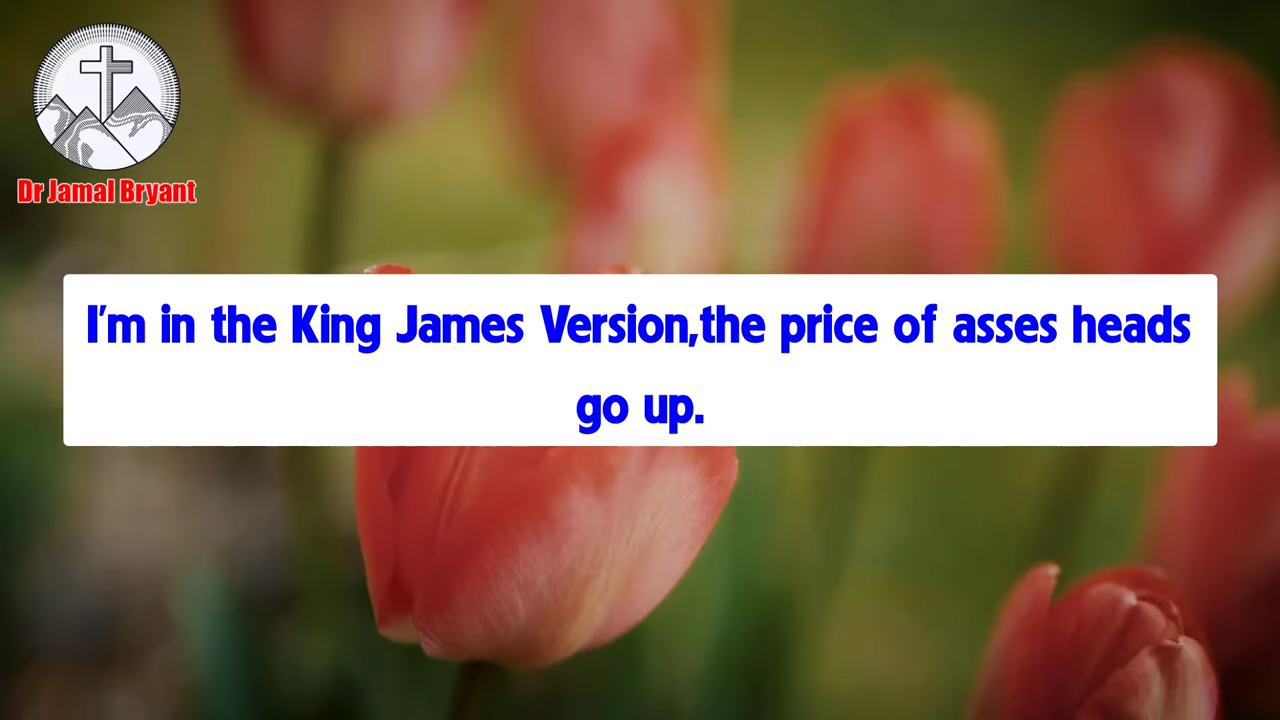 Dr Jamal Bryant
I'm in the King James Version,the price of asses heads
go up.